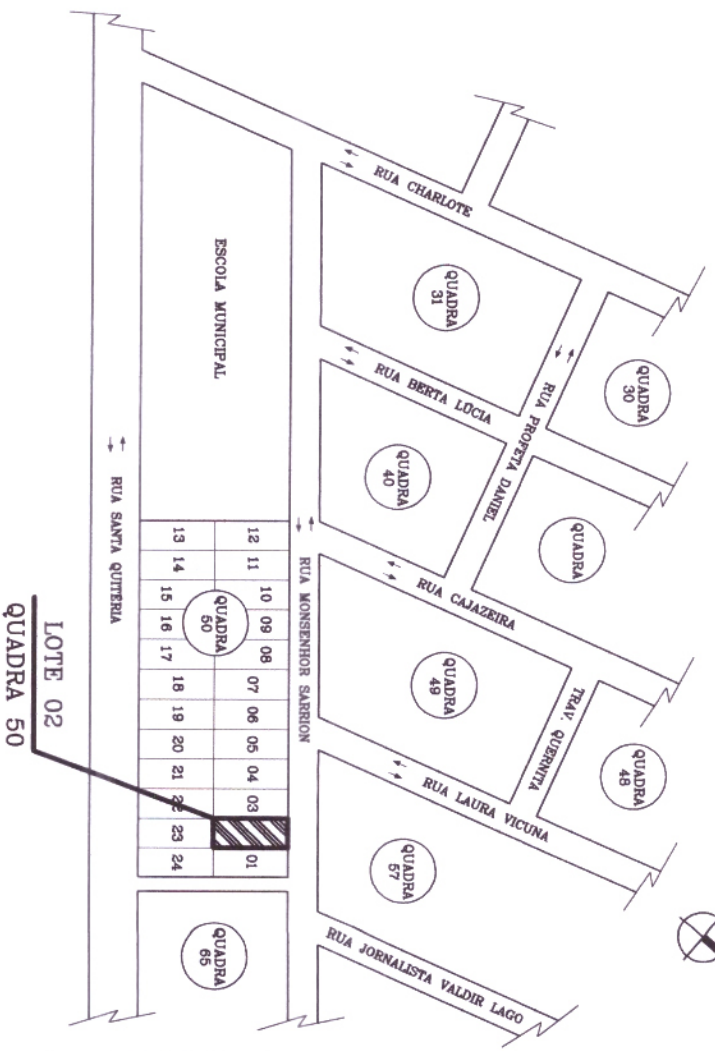 RUA CHARLOTE
QUADRA
31
QUADRA
30
RUA PROFETA DANIEL
RUA BERTA LÚCIA
QUADRA
40
QUADRA
RUA CAJAZEIRA
ESCOLA MUNICIPAL
RUA MONSENHOR SARRION
RUA SANTA QUITERIA
12 11 10 09 08 07 06 05 04 03 01
13 14 15 16 17 18 19 20 21 22 23 24
QUADRA
50
QUADRA
49
TRAV. QUERNITA
QUADRA
48
RUA LAURA VICUNA
QUADRA
57
RUA JORNALISTA VALDIR LAGO
QUADRA
65
LOTE 02
QUADRA 50